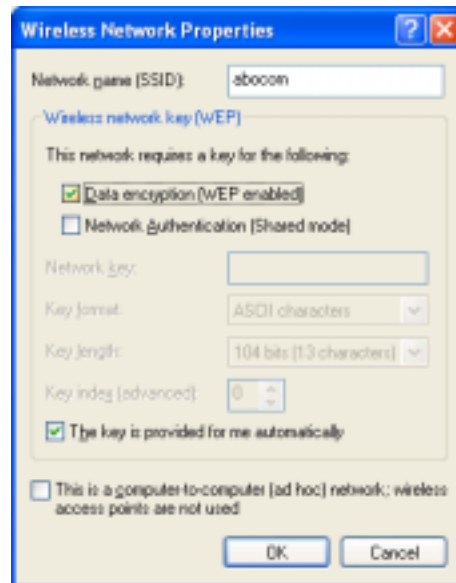 Wireless Network Properties
Network name (SSID): abocom
Wireless network key (WEP)
This network requires a key for the following:
Data encryption (WEP enabled)
Network Authentication (Shared mode)
Network key:
Key format: ASCII characters
Key length: 104 bits (13 characters)
Key index (advanced): 0
The key is provided for me automatically
This is a computer-to-computer (ad hoc) network; wireless
access points are not used
OK Cancel